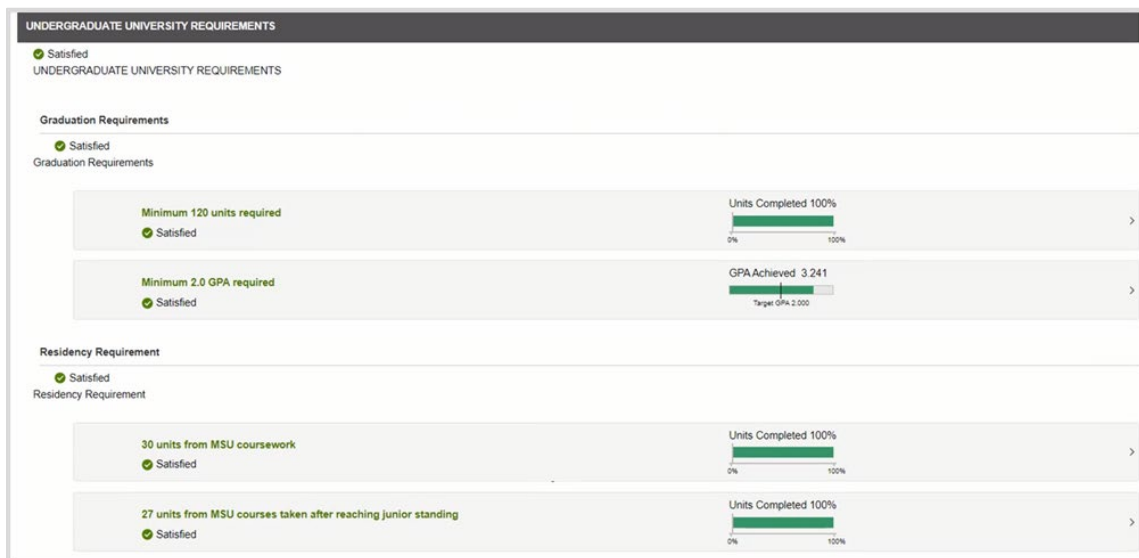 UNDERGRADUATE UNIVERSITY REQUIREMENTS
Satisfied
UNDERGRADUATE UNIVERSITY REQUIREMENTS
Graduation Requirements
Satisfied
Graduation Requirements
Minimum 120 units required
Satisfied
Units Completed 100%
0% 100%
Minimum 2.0 GPA required
Satisfied
GPA Achieved 3.241
Target GPA 2.000
Residency Requirement
Satisfied
Residency Requirement
30 units from MSU coursework
Satisfied
Units Completed 100%
0% 100%
27 units from MSU courses taken after reaching junior standing
Satisfied
Units Completed 100%
0% 100%